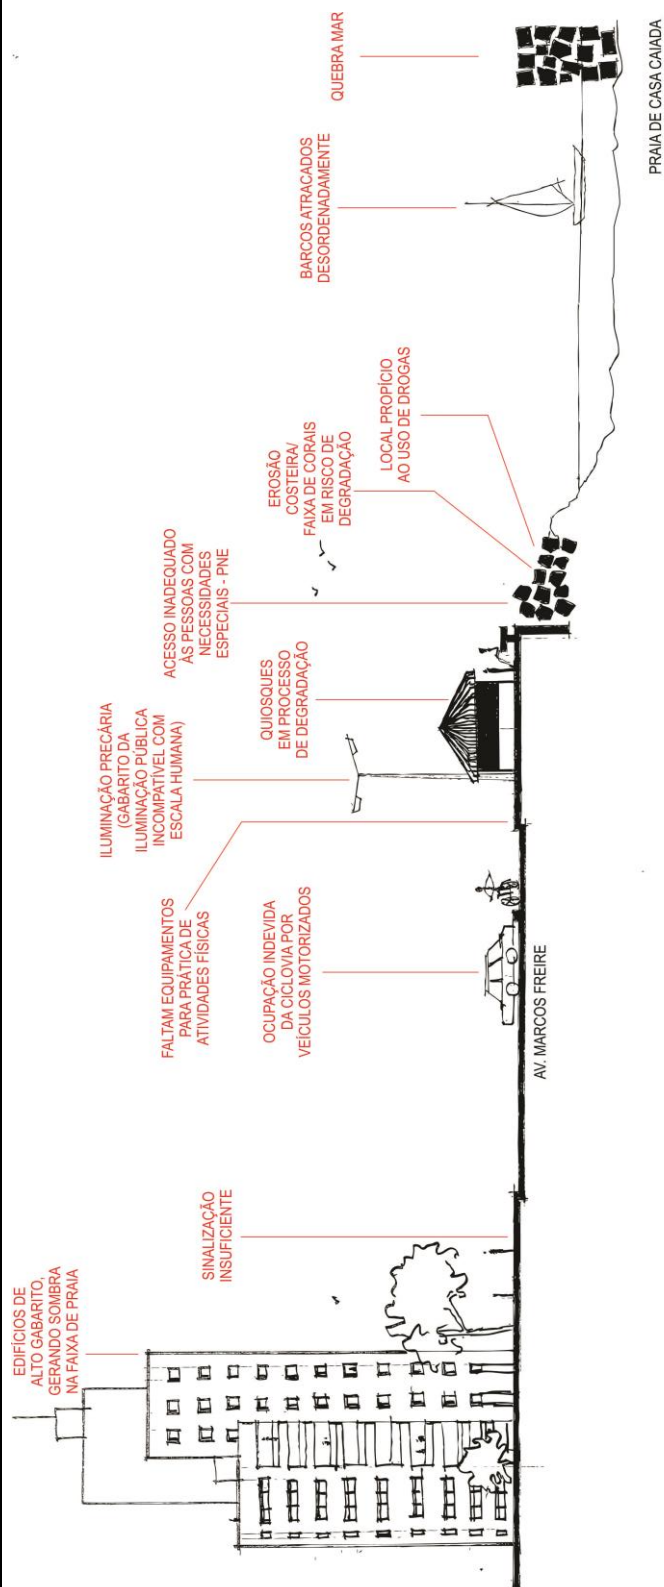 EDIFÍCIOS DE
ALTO GABARITO,
GERANDO SOMBRA
NA FAIXA DE PRAIA
SINALIZAÇÃO
INSUFICIENTE
FALTAM EQUIPAMENTOS
PARA PRÁTICA DE
ATIVIDADES FÍSICAS
OCUPAÇÃO INDEVIDA
DA CICLOVIA POR
VEÍCULOS MOTORIZADOS
AV. MARCOS FREIRE
ILUMINAÇÃO PRECÁRIA
(GABARITO DA
ILUMINAÇÃO PÚBLICA
INCOMPATÍVEL COM
ESCALA HUMANA)
QUIOSQUES
EM PROCESSO
DE DEGRADAÇÃO
ACESSO INADEQUADO
ÀS PESSOAS COM
NECESSIDADES
ESPECIAIS - PNE
EROSÃO
COSTEIRA/
FAIXA DE CORAIS
EM RISCO DE
DEGRADAÇÃO
LOCAL PROPÍCIO
AO USO DE DROGAS
BARCOS ATRACADOS
DESORDENADAMENTE
QUEBRA MAR
PRAIA DE CASA CAIADA